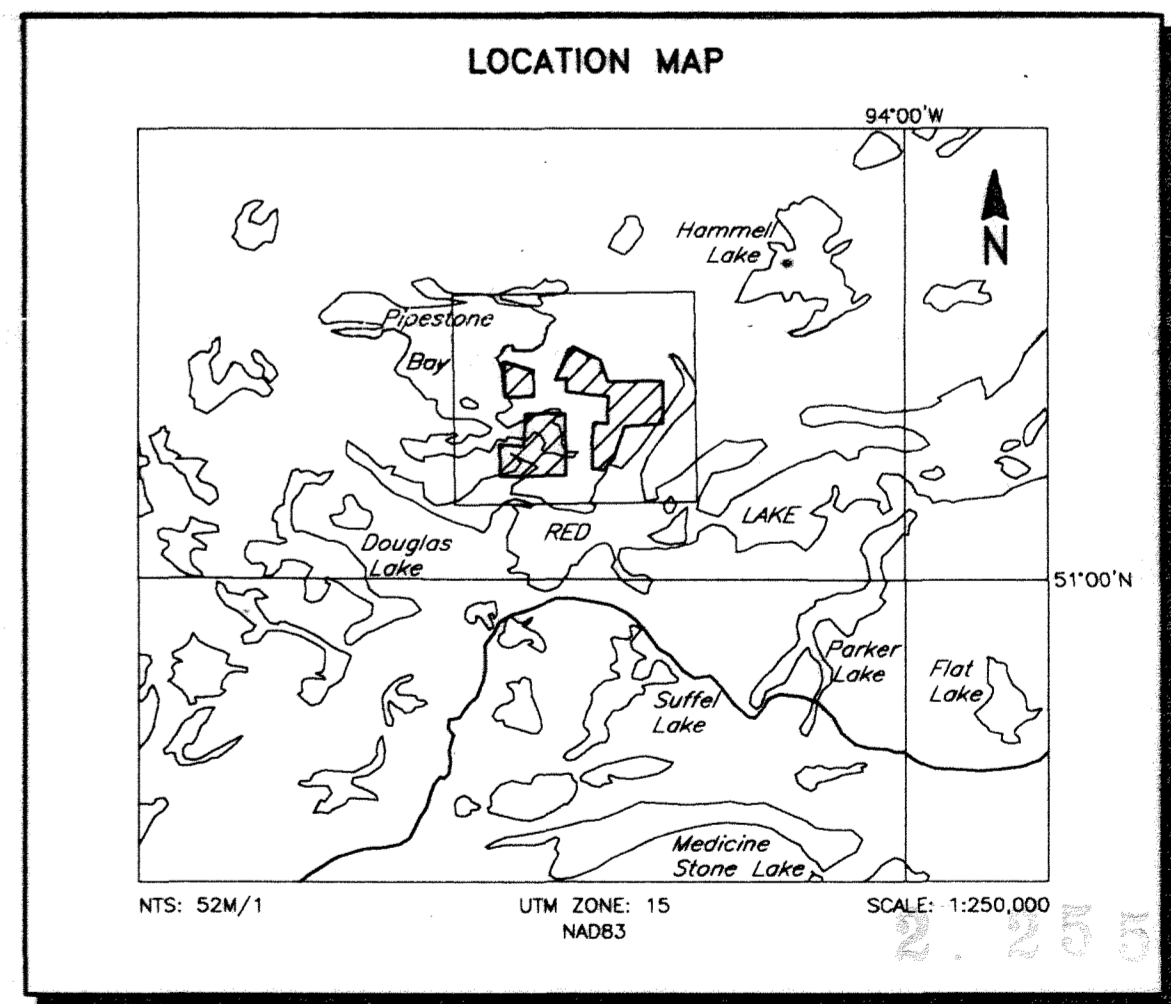 LOCATION MAP
94°00'W
N
Hammell
Lake
Pipestone
Bay
RED
LAKE
Douglas
Lake
51°00'N
Parker
Lake
Flat
Lake
Suffel
Lake
Medicine
Stone Lake
NTS: 52M/1
UTM ZONE: 15
SCALE: 1:250,000
NAD83
2.255